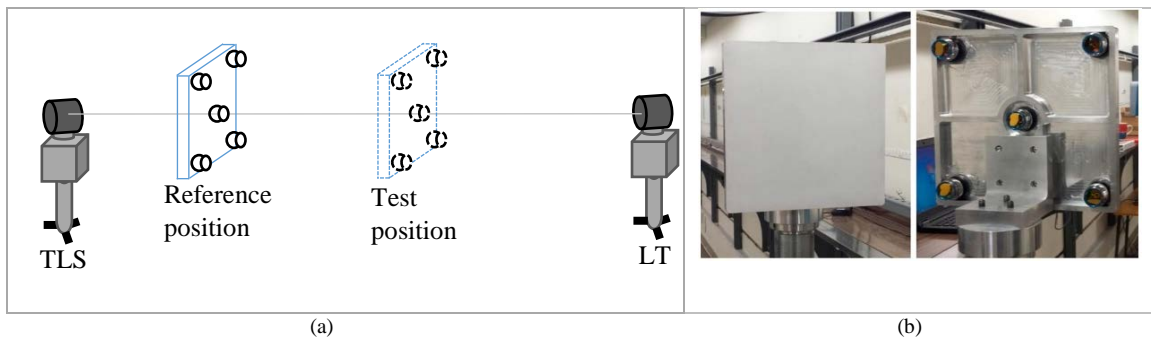 Reference
position
Test
position
TLS
LT
(a)
(b)